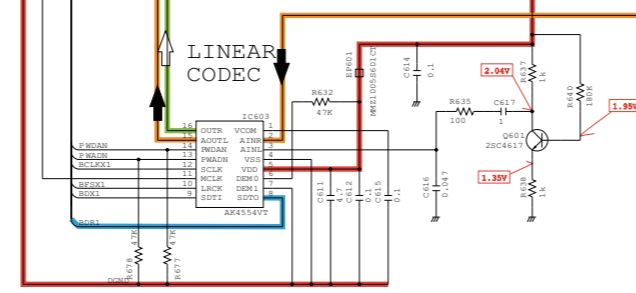 LINEAR
CODEC
IC603
16 OUTR VCOM 1
15 AOUTL AINR 2
14 PWDAN AINL 3
13 PWADN VSS 4
12 SCLK VDD 5
11 MCLK DEM0 6
10 LRCK DEM1 7
9 SDTI SDTO 8
AK4554VT
PWDAN
PWADN
BCLKX1
BFSX1
BDX1
BDR1
DGND
R678 47K
R677 47K
R632
47K
EP601
MMZ1005S601CT
C614 0.1
C611 4.7
C612 0.1
C615 0.1
C616 0.047
R635
100
C617
1
2.04V
R637 1k
R640 180K
1.95V
Q601
2SC4617
1.35V
R638 1k